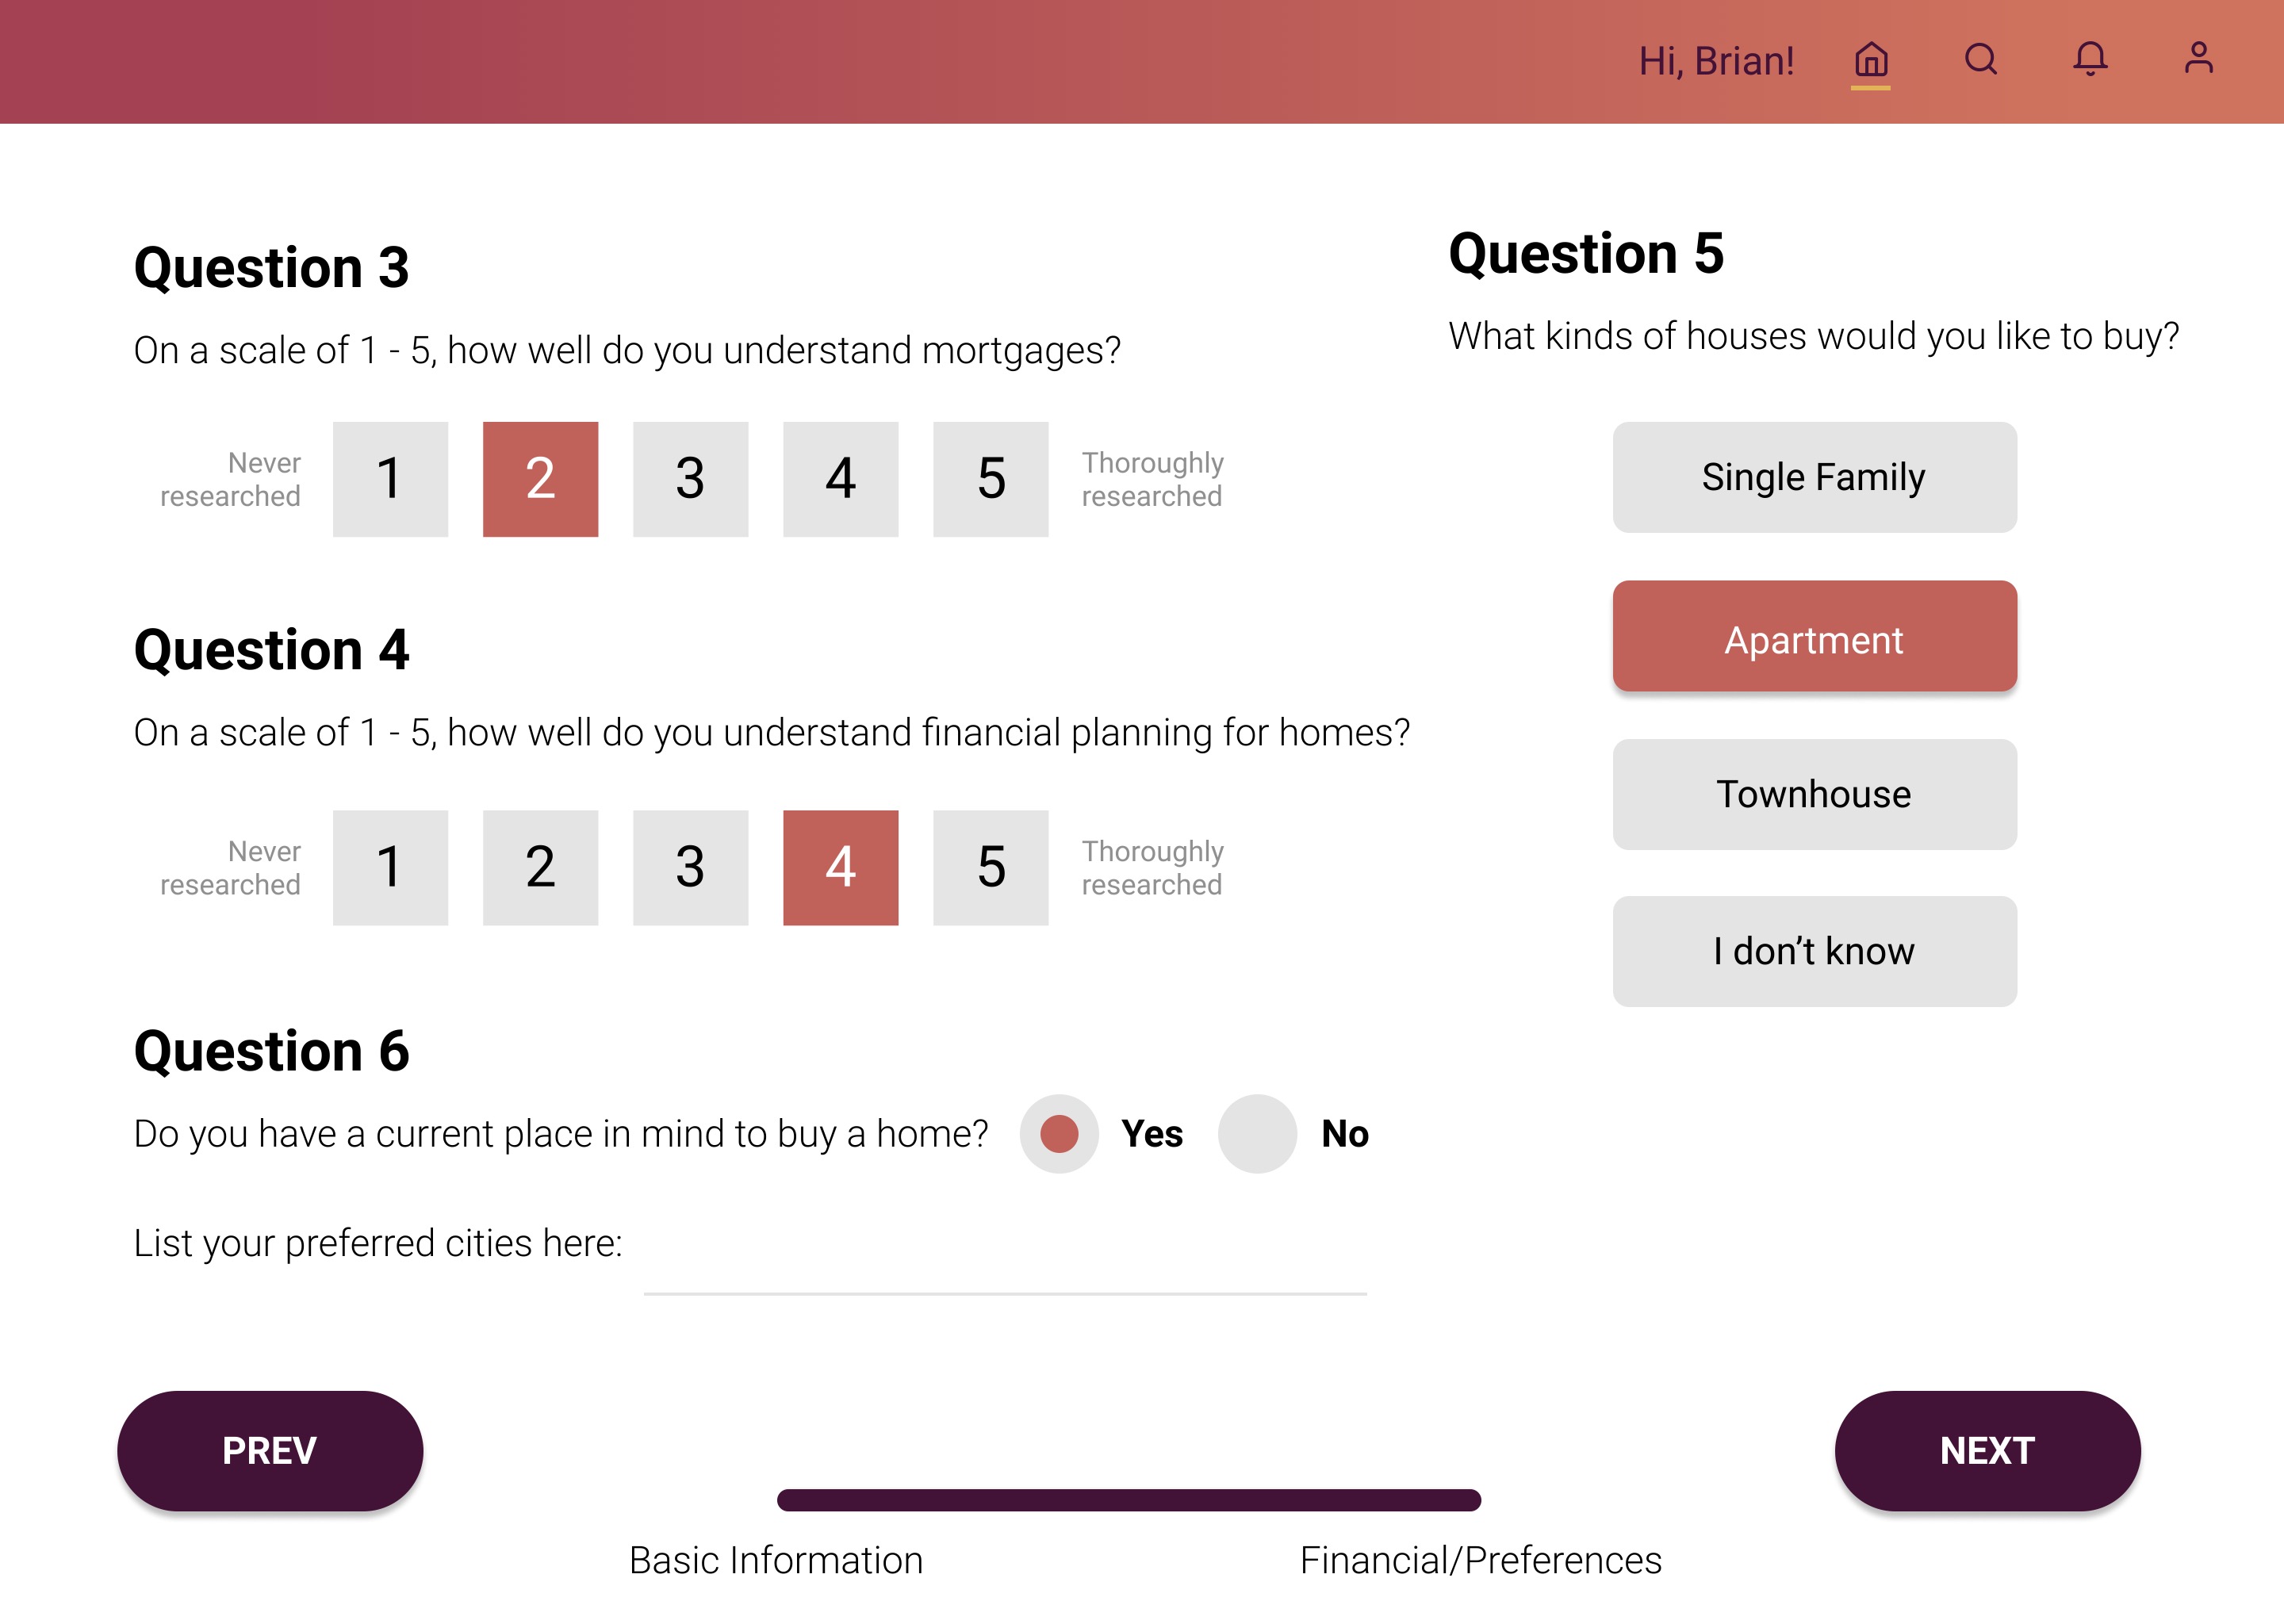 Hi, Brian!
Question 3
On a scale of 1 - 5, how well do you understand mortgages?
Never
researched
1
2
3
4
5
Thoroughly
researched
Question 4
On a scale of 1 - 5, how well do you understand financial planning for homes?
Never
researched
1
2
3
4
5
Thoroughly
researched
Question 6
Do you have a current place in mind to buy a home?
Yes
No
List your preferred cities here:
Question 5
What kinds of houses would you like to buy?
Single Family
Apartment
Townhouse
I don’t know
PREV
NEXT
Basic Information
Financial/Preferences